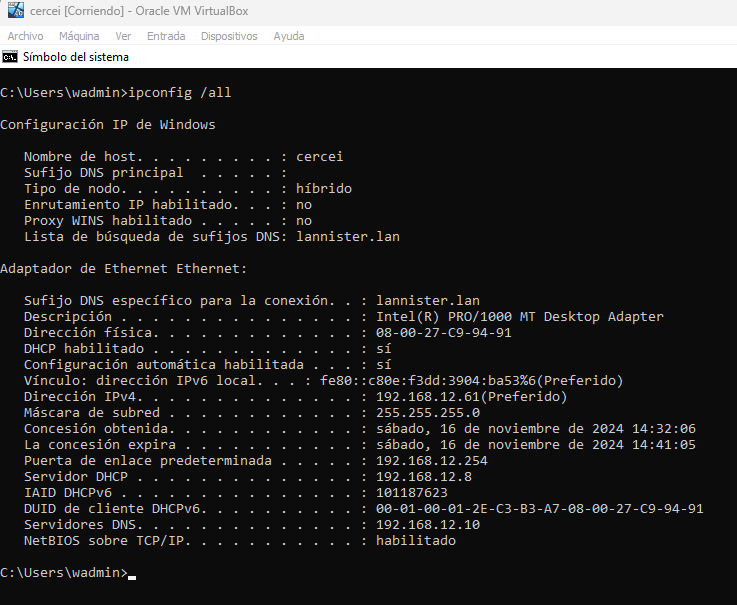 cercei [Corriendo] - Oracle VM VirtualBox
Archivo Máquina Ver Entrada Dispositivos Ayuda
C:\. Símbolo del sistema
C:\Users\wadmin>ipconfig /all
Configuración IP de Windows
Nombre de host. . . . . . . . . : cercei
Sufijo DNS principal . . . . . :
Tipo de nodo. . . . . . . . . . : híbrido
Enrutamiento IP habilitado. . . : no
Proxy WINS habilitado . . . . . : no
Lista de búsqueda de sufijos DNS: lannister.lan
Adaptador de Ethernet Ethernet:
Sufijo DNS específico para la conexión. . : lannister.lan
Descripción . . . . . . . . . . . . . . . : Intel(R) PRO/1000 MT Desktop Adapter
Dirección física. . . . . . . . . . . . . : 08-00-27-C9-94-91
DHCP habilitado . . . . . . . . . . . . . : sí
Configuración automática habilitada . . . : sí
Vínculo: dirección IPv6 local. . . : fe80::c80e:f3dd:3904:ba53%6(Preferido)
Dirección IPv4. . . . . . . . . . . . . . : 192.168.12.61(Preferido)
Máscara de subred . . . . . . . . . . . . : 255.255.255.0
Concesión obtenida. . . . . . . . . . . . : sábado, 16 de noviembre de 2024 14:32:06
La concesión expira . . . . . . . . . . . : sábado, 16 de noviembre de 2024 14:41:05
Puerta de enlace predeterminada . . . . . : 192.168.12.254
Servidor DHCP . . . . . . . . . . . . . . : 192.168.12.8
IAID DHCPv6 . . . . . . . . . . . . . . . : 101187623
DUID de cliente DHCPv6. . . . . . . . . . : 00-01-00-01-2E-C3-B3-A7-08-00-27-C9-94-91
Servidores DNS. . . . . . . . . . . . . . : 192.168.12.10
NetBIOS sobre TCP/IP. . . . . . . . . . . : habilitado
C:\Users\wadmin>